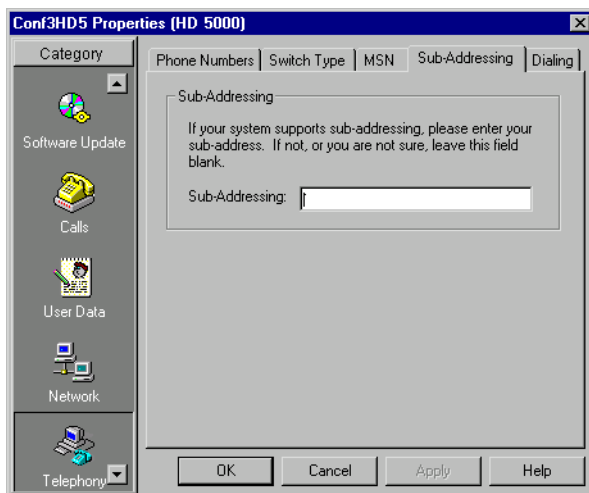 Conf3HD5 Properties (HD 5000)
Category
Software Update
Calls
User Data
Network
Telephony
Phone Numbers
Switch Type
MSN
Sub-Addressing
Dialing
Sub-Addressing
If your system supports sub-addressing, please enter your
sub-address. If not, or you are not sure, leave this field
blank.
Sub-Addressing:
OK
Cancel
Apply
Help